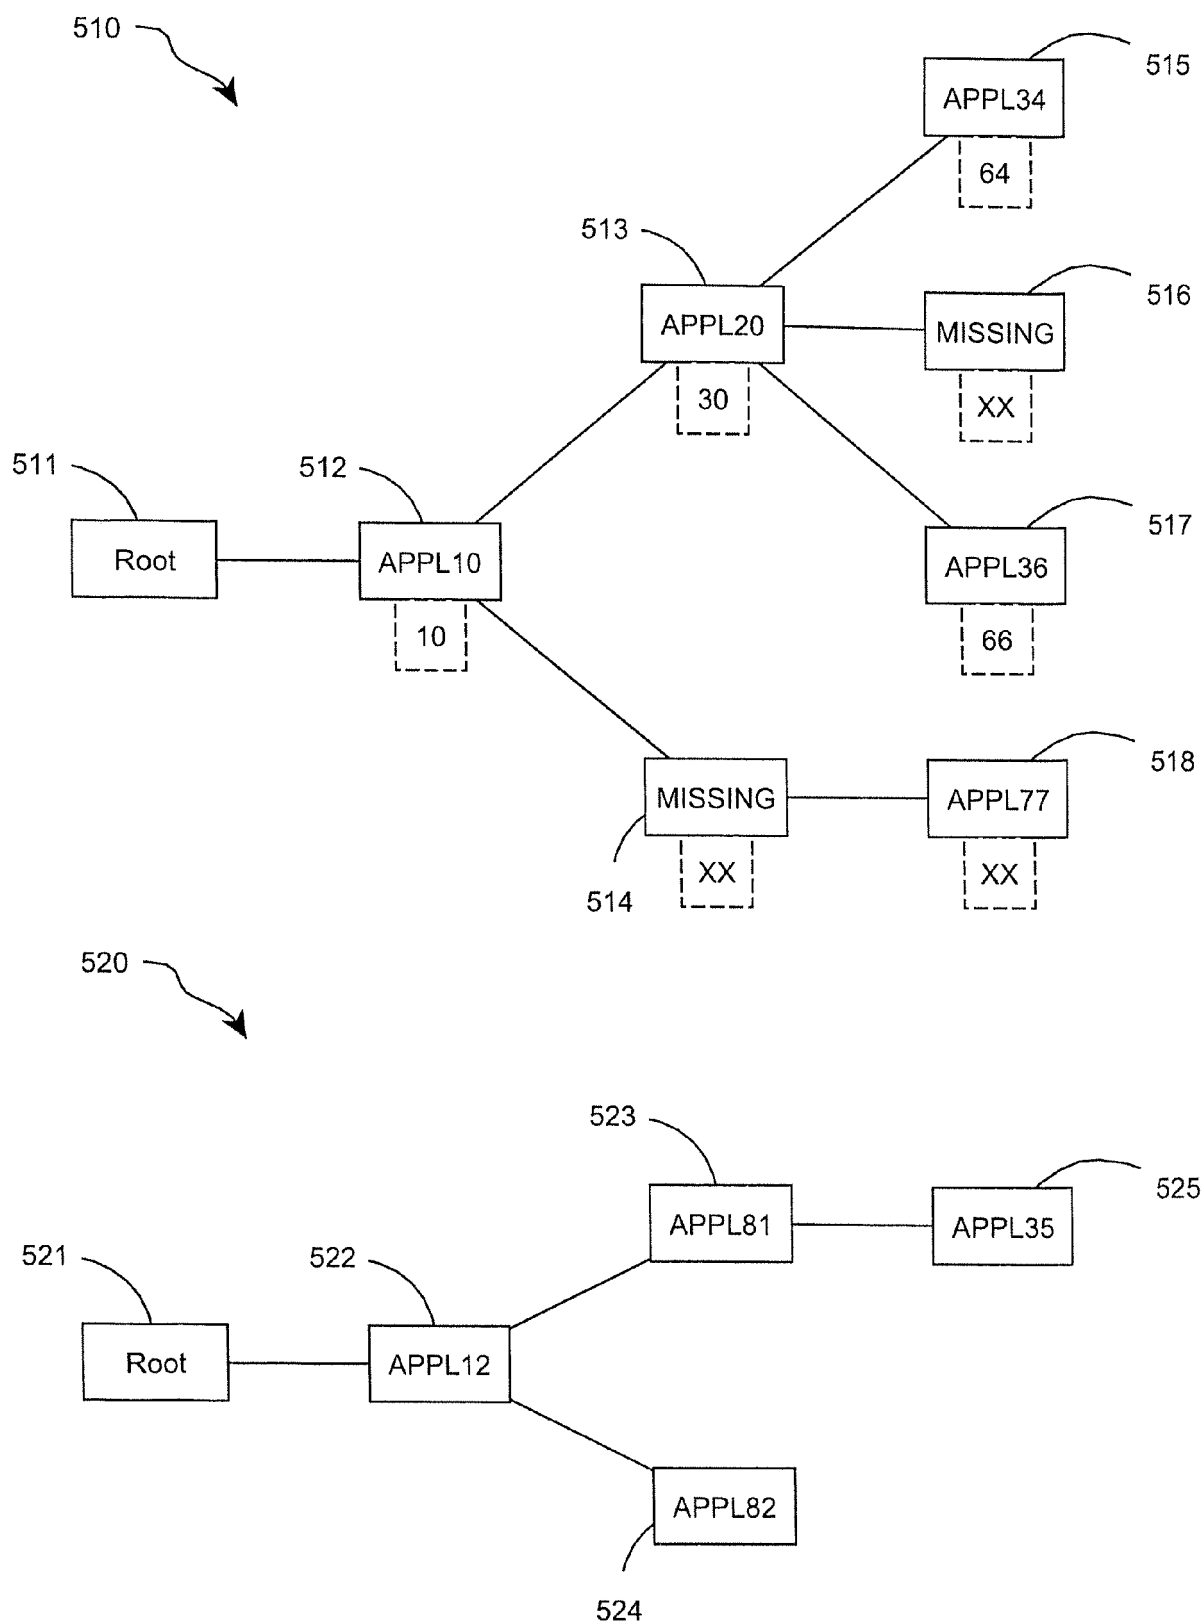 510
515
APPL34
64
513
516
APPL20
MISSING
30
XX
511
512
517
Root
APPL10
APPL36
10
66
518
MISSING
APPL77
XX
XX
514
520
523
525
APPL81
APPL35
521
522
Root
APPL12
APPL82
524